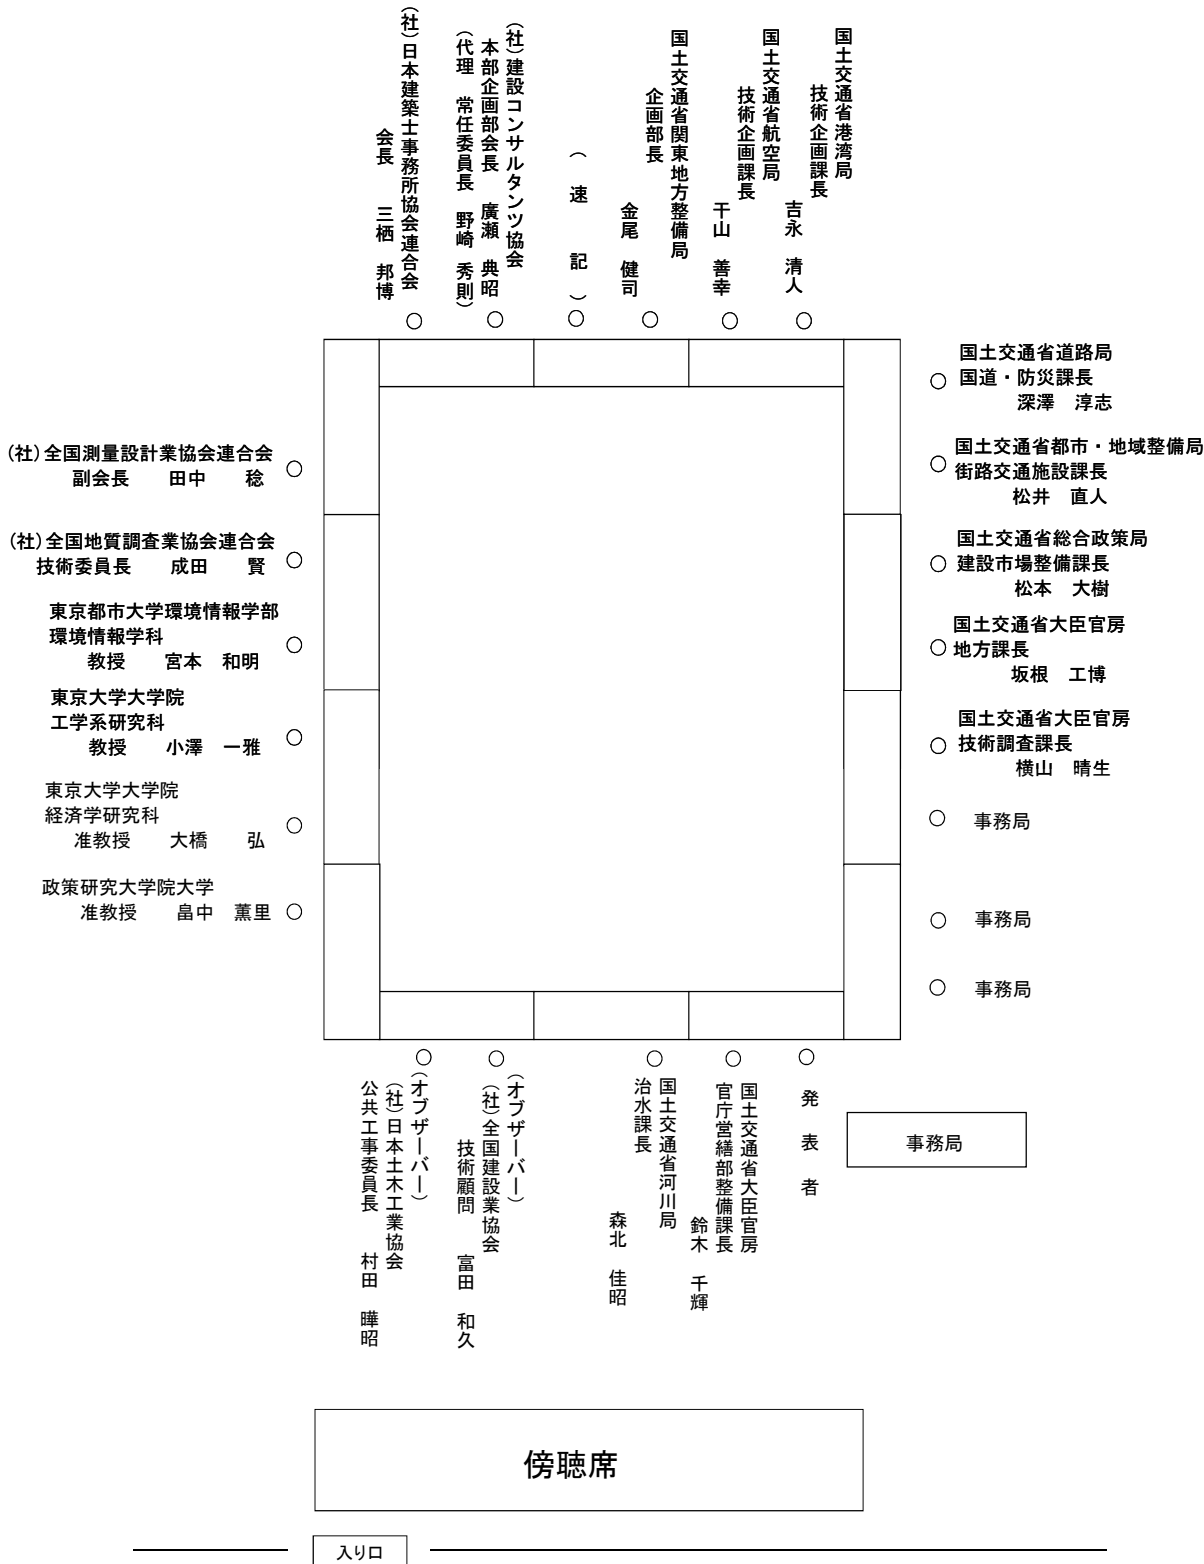 (社)日本建築士事務所協会連合会
会長　三栖　邦博
(社)建設コンサルタンツ協会
本部企画部会長　廣瀬　典昭
(代理　常任委員長　野崎　秀則)
(速　記)
国土交通省関東地方整備局
企画部長
金尾　健司
国土交通省航空局
技術企画課長
干山　善幸
国土交通省港湾局
技術企画課長
吉永　清人
国土交通省道路局
国道・防災課長
深澤　淳志
国土交通省都市・地域整備局
街路交通施設課長
松井　直人
国土交通省総合政策局
建設市場整備課長
松本　大樹
国土交通省大臣官房
地方課長
坂根　工博
国土交通省大臣官房
技術調査課長
横山　晴生
事務局
事務局
事務局
(社)全国測量設計業協会連合会
副会長　田中　稔
(社)全国地質調査業協会連合会
技術委員長　成田　賢
東京都市大学環境情報学部
環境情報学科
教授　宮本　和明
東京大学大学院
工学系研究科
教授　小澤　一雅
東京大学大学院
経済学研究科
准教授　大橋　弘
政策研究大学院大学
准教授　畠中　薫里
(オブザーバー)
(社)日本土木工業協会
公共工事委員長　村田　曄昭
(オブザーバー)
(社)全国建設業協会
技術顧問　富田　和久
国土交通省河川局
治水課長
森北　佳昭
国土交通省大臣官房
官庁営繕部整備課長
鈴木　千輝
発　表　者
事務局
傍聴席
入り口